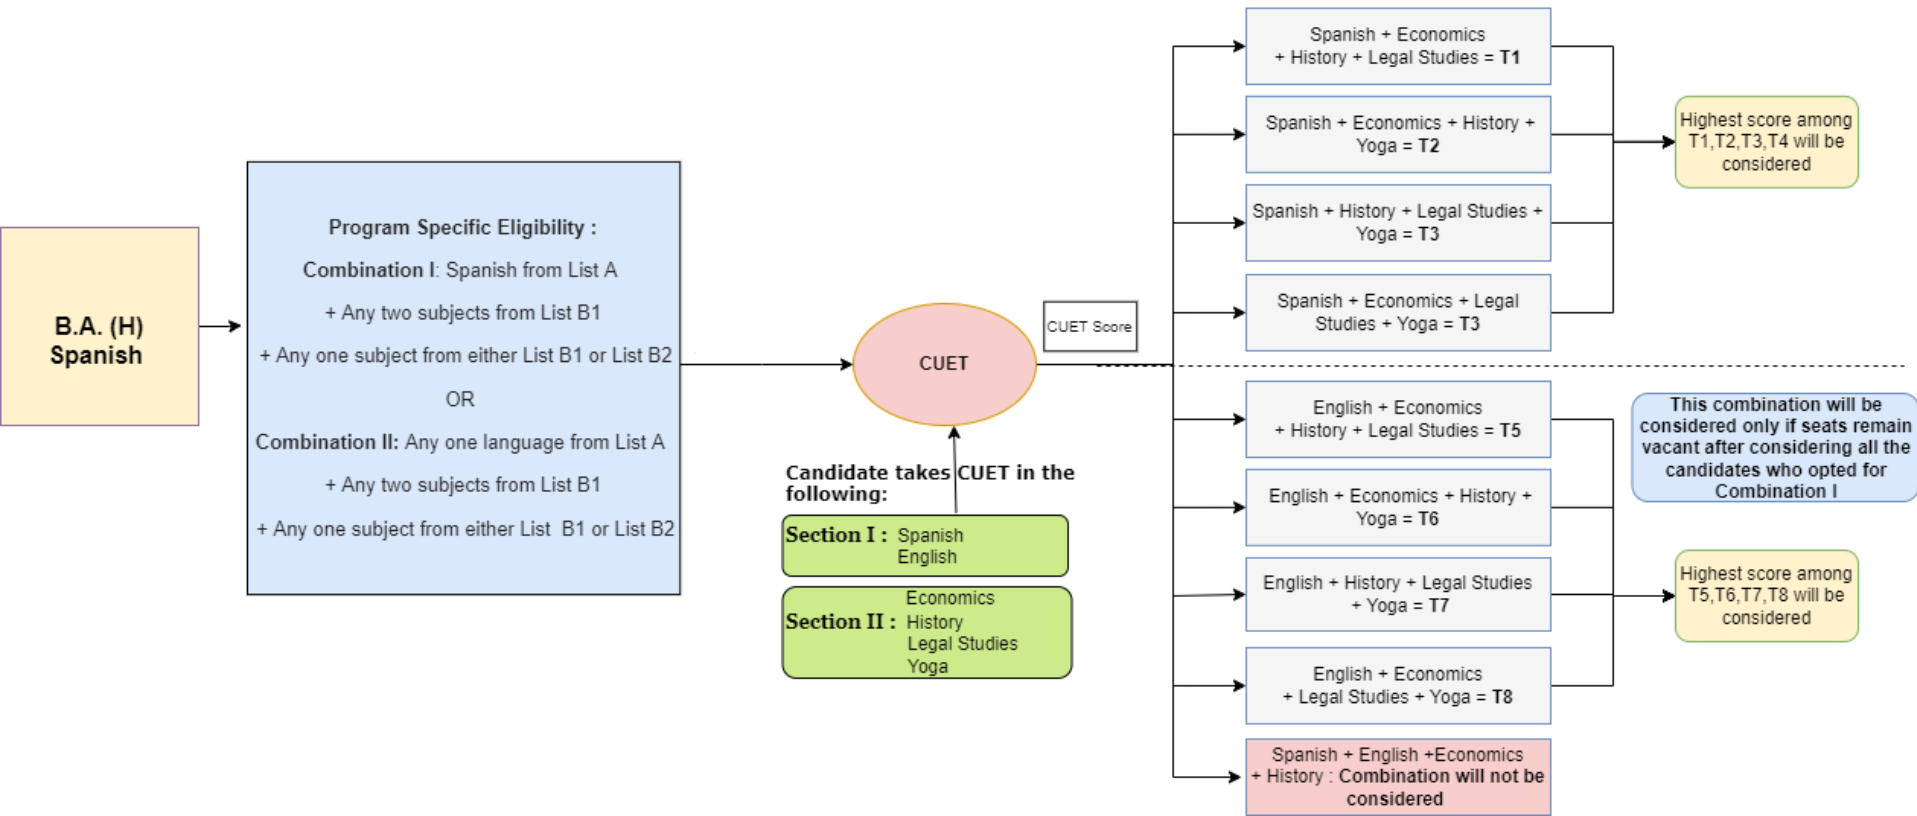 B.A. (H)
Spanish
Program Specific Eligibility :
Combination I: Spanish from List A
+ Any two subjects from List B1
+ Any one subject from either List B1 or List B2
OR
Combination II: Any one language from List A
+ Any two subjects from List B1
+ Any one subject from either List  B1 or List B2
CUET
Candidate takes CUET in the
following:
Section I : Spanish
English
Economics
Section II : History
Legal Studies
Yoga
CUET Score
Spanish + Economics
+ History + Legal Studies = T1
Spanish + Economics + History +
Yoga = T2
Spanish + History + Legal Studies +
Yoga = T3
Spanish + Economics + Legal
Studies + Yoga = T3
Highest score among
T1,T2,T3,T4 will be
considered
English + Economics
+ History + Legal Studies = T5
English + Economics + History +
Yoga = T6
English + History + Legal Studies
+ Yoga = T7
English + Economics
+ Legal Studies + Yoga = T8
This combination will be
considered only if seats remain
vacant after considering all the
candidates who opted for
Combination I
Highest score among
T5,T6,T7,T8 will be
considered
Spanish + English +Economics
+ History : Combination will not be
considered